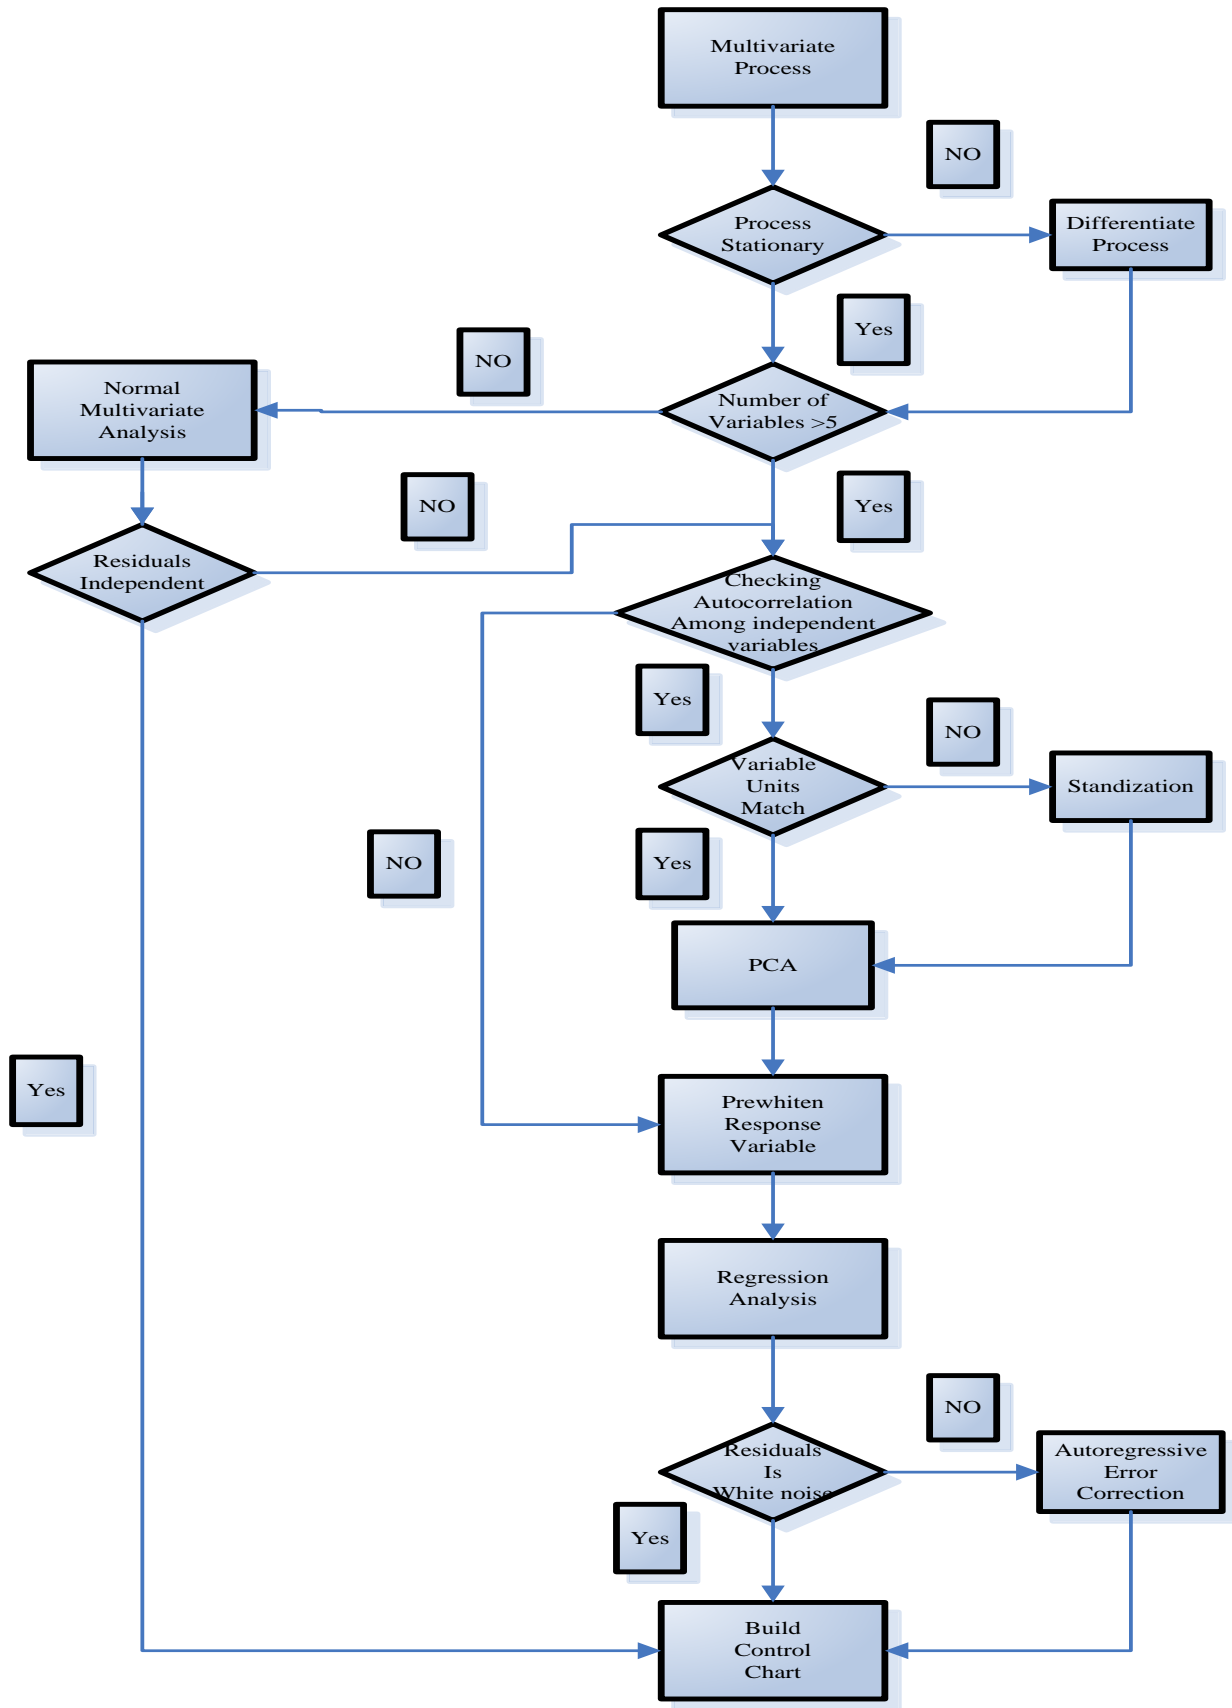 Multivariate
Process
NO
Process
Stationary
Differentiate
Process
Yes
NO
Normal
Multivariate
Analysis
Number of
Variables >5
NO
Yes
Residuals
Independent
Checking
Autocorrelation
Among independent
variables
Yes
NO
Variable
Units
Match
Standization
NO
Yes
PCA
Yes
Prewhiten
Response
Variable
Regression
Analysis
NO
Residuals
Is
White noise
Autoregressive
Error
Correction
Yes
Build
Control
Chart